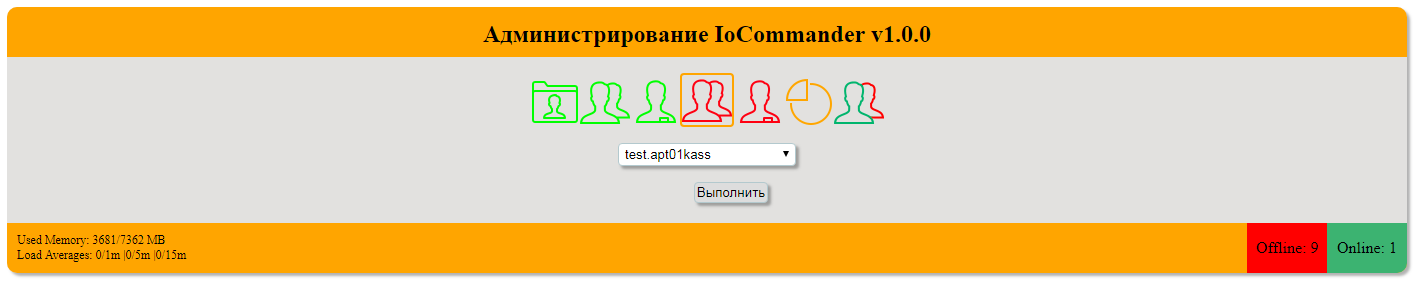 Администрирование IoCommander v1.0.0
test.apt01kass
Выполнить
Used Memory: 3681/7362 MB
Load Averages: 0/1m |0/5m |0/15m
Offline: 9
Online: 1